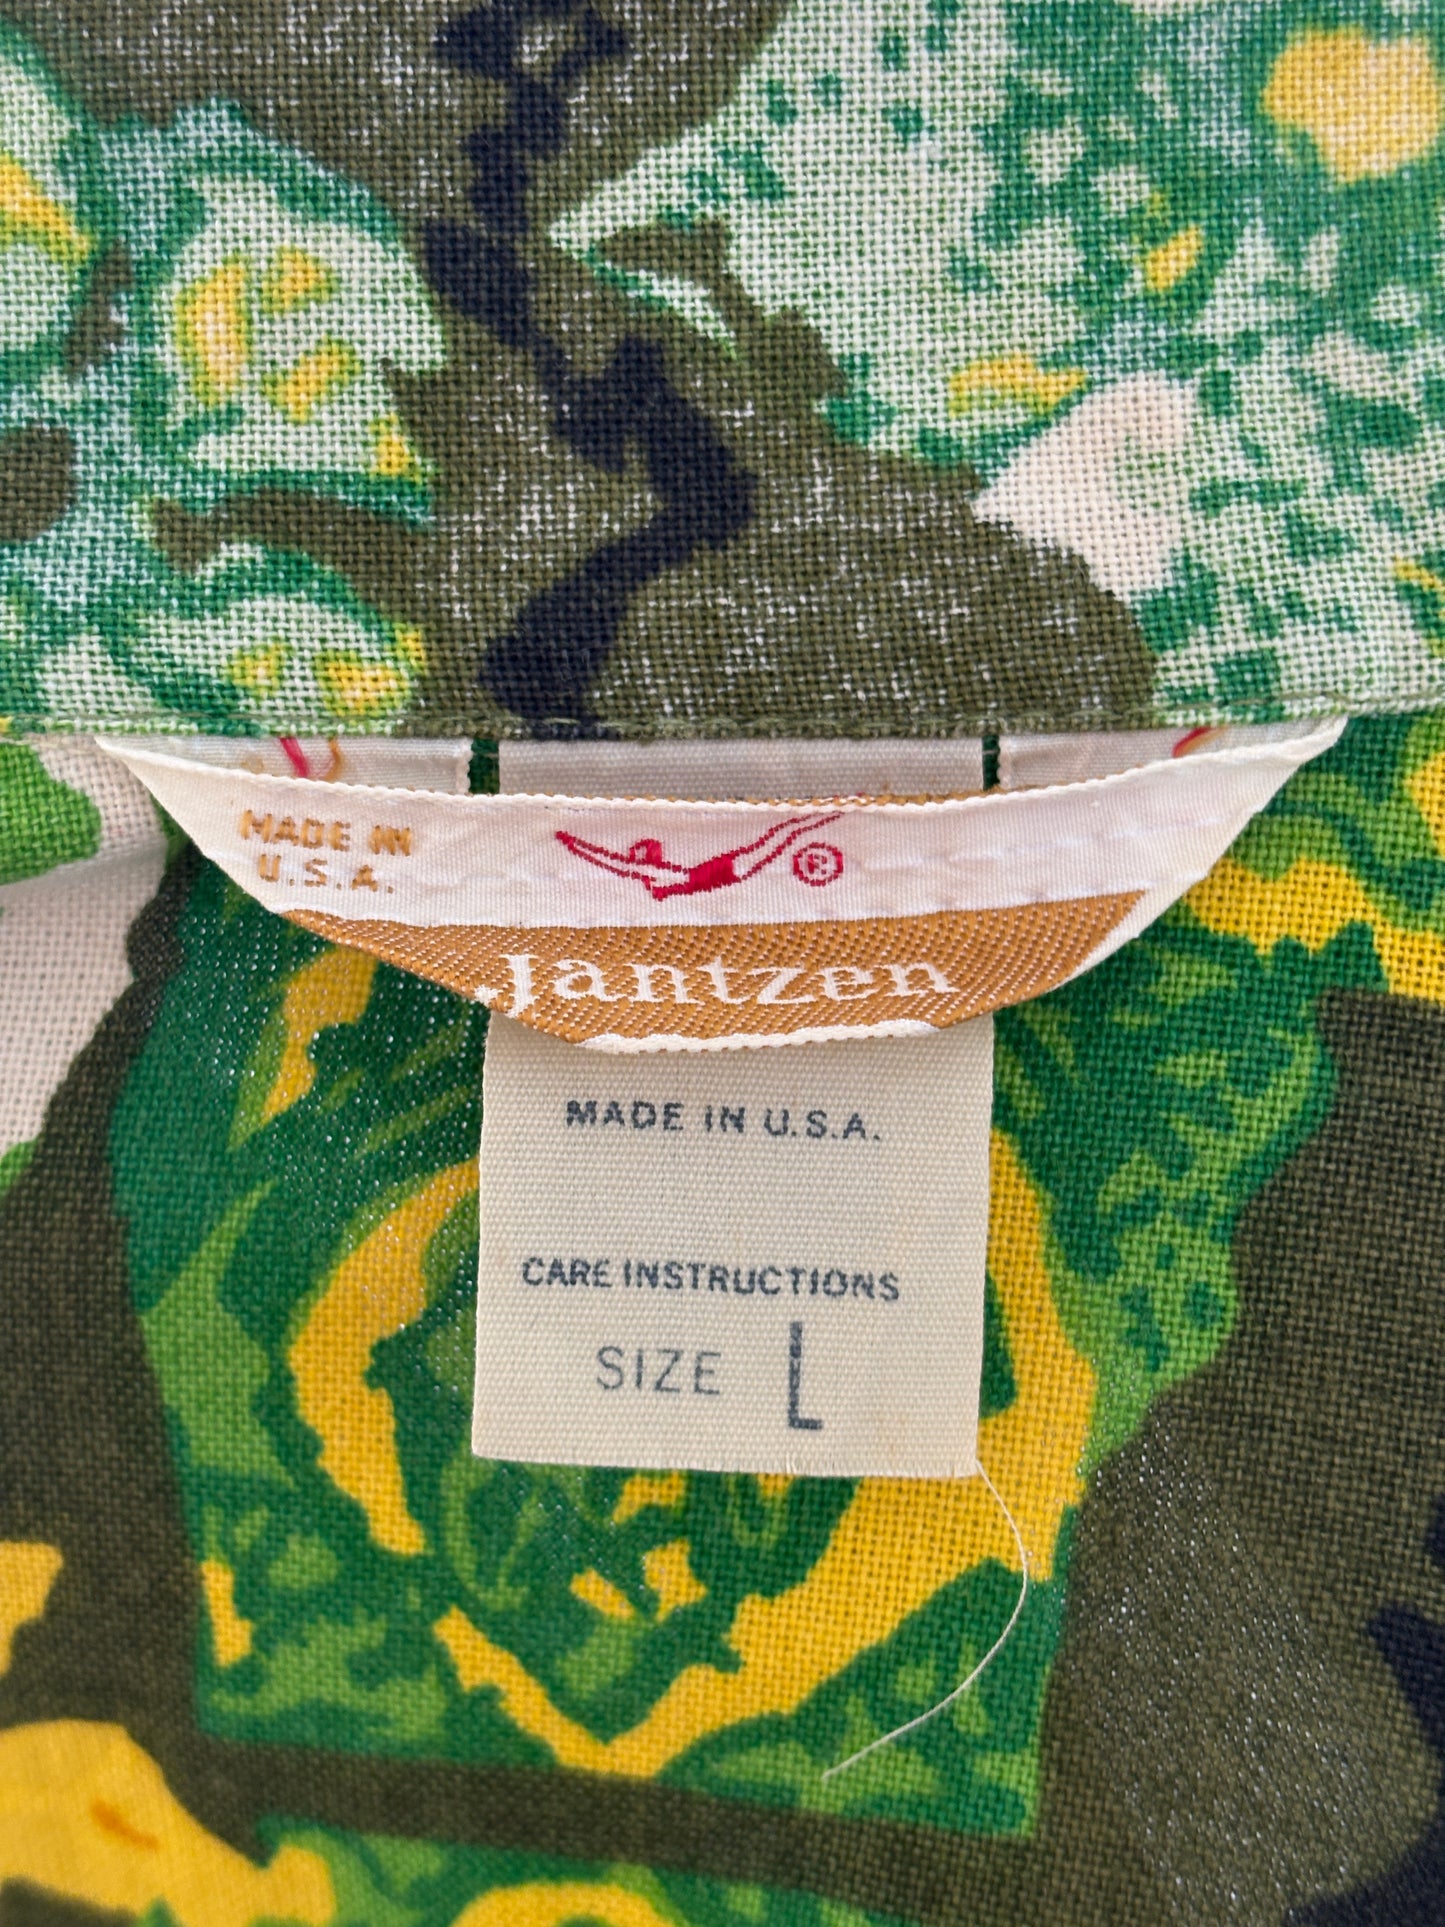 MADE IN
U.S.A.
®
Jantzen
MADE IN U.S.A.
CARE INSTRUCTIONS
SIZE L